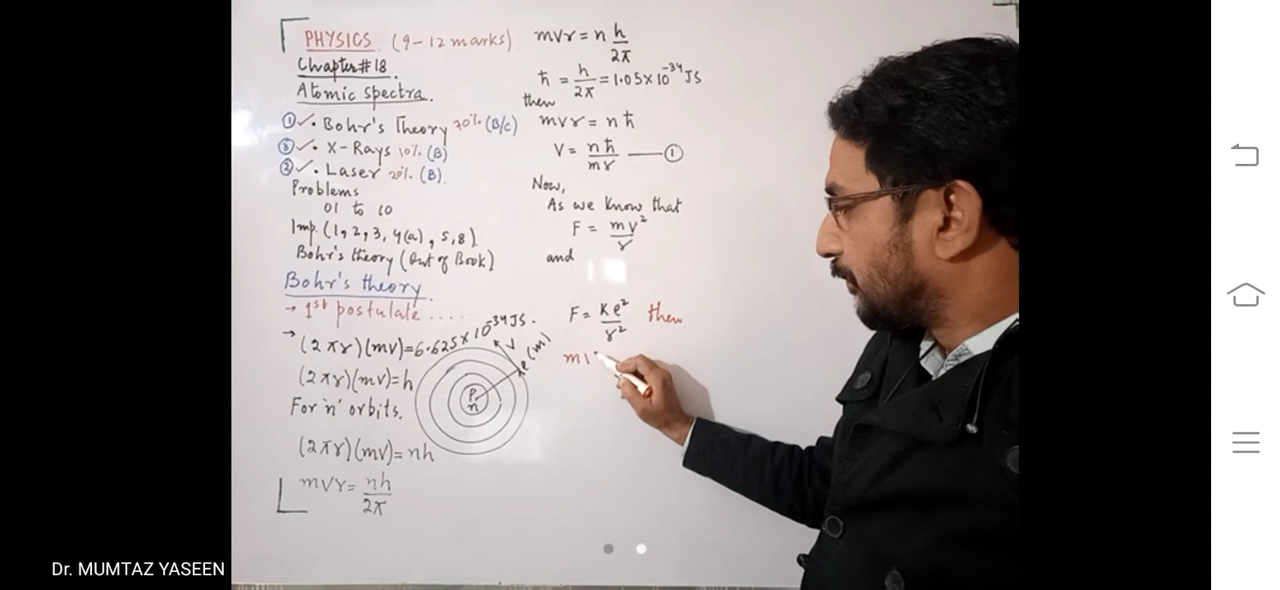 PHYSICS (9-12 marks)
Chapter#18.
Atomic spectra.
① ✓. Bohr's Theory 70% (B/C)
③ ✓. X-Rays 10% (B)
② ✓. Laser 20% (B).
Problems
01 to 10
Imp. (1, 2, 3, 4(a), 5, 8).
Bohr's theory (Out of Book)
Bohr's theory.
→ 1st postulate ....
→ (2πr)(mv)=6.625×10⁻³⁴JS.
(2πr)(mv)=h
For 'n' orbits.
(2πr)(mv)=nh
mvr= nh/2π
P
n
e(m)
V
mvr = n h/2π
ħ = h/2π = 1.05×10⁻³⁴JS
then
mvr = nħ
V = nħ/mr —①
Now,
As we know that
F = mv²/r
and
F = Ke²/r² then
m
Dr. MUMTAZ YASEEN